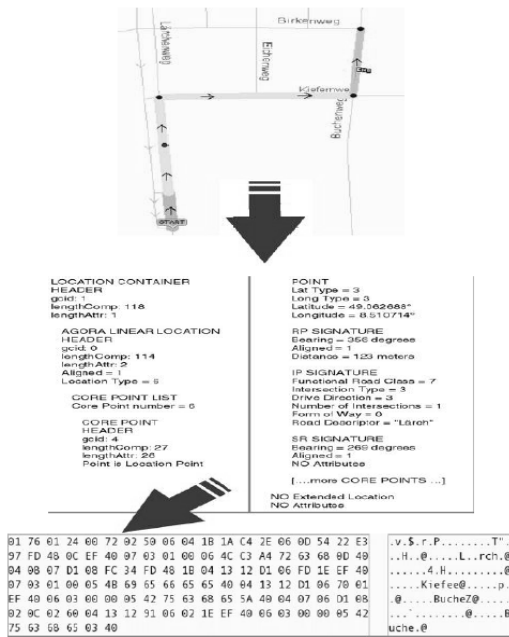 Birkenweg
Lärchenweg
Eichenweg
Kiefernwe
Buchenweg
END
START
LOCATION CONTAINER
HEADER
gcid: 1
lengthComp: 118
lengthAttr: 1
AGORA LINEAR LOCATION
HEADER
gcid: 0
lengthComp: 114
lengthAttr: 2
Aligned = 1
Location Type = 5
CORE POINT LIST
Core Point number = 6
CORE POINT
HEADER
gcid: 4
lengthComp: 27
lengthAttr: 26
Point is Location Point
POINT
Lat Type = 3
Long Type = 3
Latitude = 49.062688°
Longitude = 8.510714°
RP SIGNATURE
Bearing = 356 degrees
Aligned = 1
Distance = 123 meters
IP SIGNATURE
Functional Road Class = 7
Intersection Type = 3
Drive Direction = 3
Number of Intersections = 1
Form of Way = 0
Road Descriptor = "Lärch"
SR SIGNATURE
Bearing = 269 degrees
Aligned = 1
NO Attributes
[....more CORE POINTS ...]
NO Extended Location
NO Attributes
01 76 01 24 00 72 02 50 06 04 1B 1A C4 2E 06 0D 54 22 E3
97 FD 4B 0C EF 40 07 03 01 00 06 4C C3 A4 72 63 68 0D 40
04 08 07 D1 08 FC 34 FD 48 1B 04 13 12 D1 06 FD 1E EF 40
07 03 01 00 05 4B 69 65 66 65 65 40 04 13 12 D1 06 70 01
EF 40 06 03 00 00 05 42 75 63 68 65 5A 40 04 07 06 D1 08
02 0C 02 60 04 13 12 91 06 02 1E EF 40 06 03 00 00 05 42
75 63 68 65 03 40
.v.$.r.P........T".
..H..@.....L..rch.@
.....4.H..........@
.....Kiefee@.....p.
.@.....BucheZ@.....
...`........@.....B
uche.@